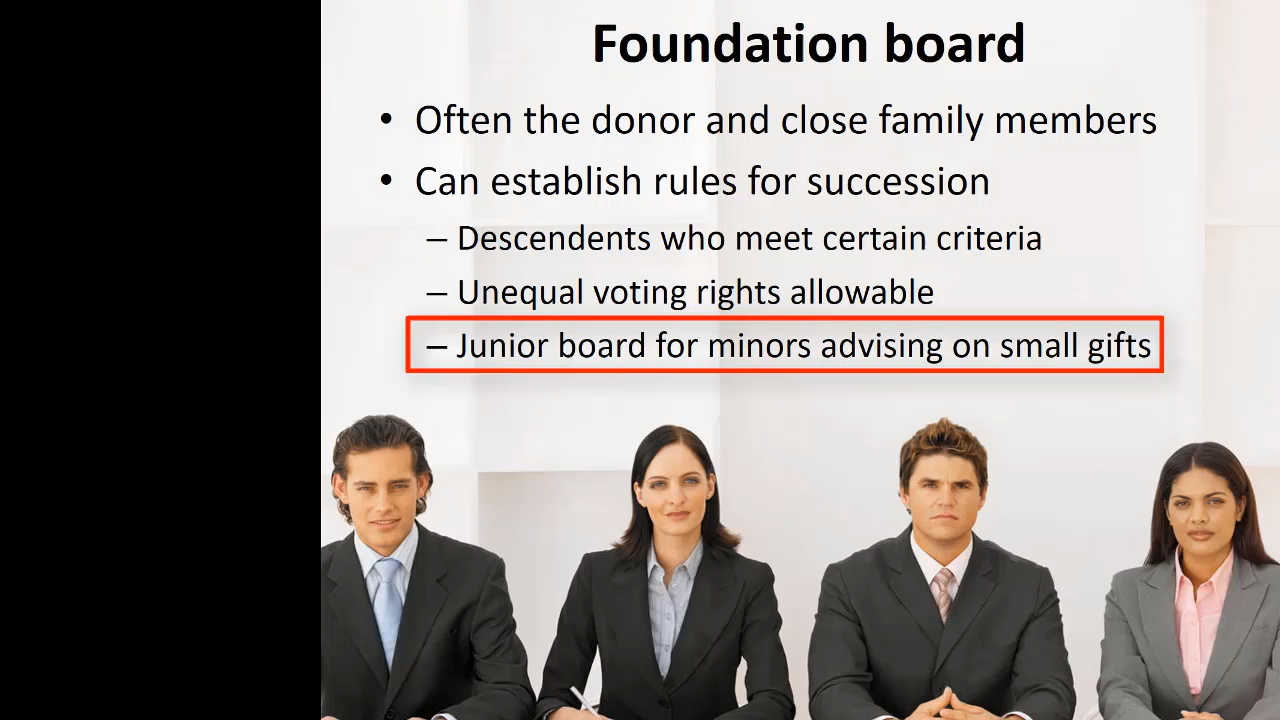 Foundation board
• Often the donor and close family members
• Can establish rules for succession
– Descendents who meet certain criteria
– Unequal voting rights allowable
– Junior board for minors advising on small gifts